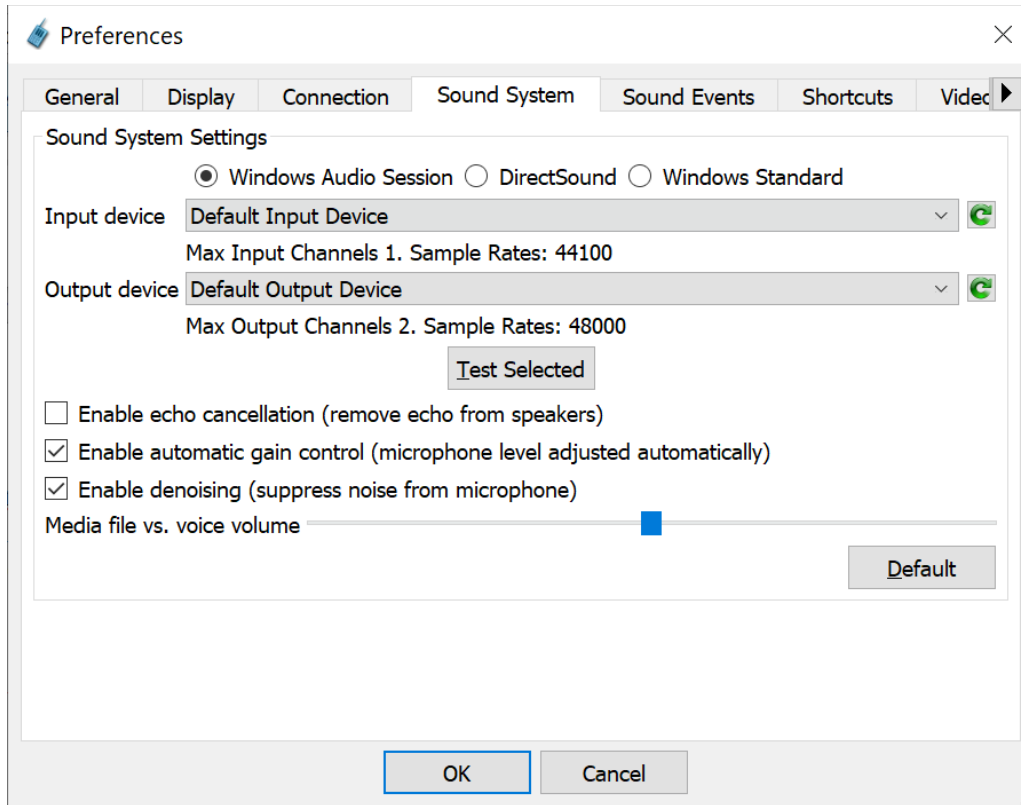 Preferences
General Display Connection Sound System Sound Events Shortcuts Video
Sound System Settings
Windows Audio Session DirectSound Windows Standard
Input device Default Input Device
Max Input Channels 1. Sample Rates: 44100
Output device Default Output Device
Max Output Channels 2. Sample Rates: 48000
Test Selected
Enable echo cancellation (remove echo from speakers)
Enable automatic gain control (microphone level adjusted automatically)
Enable denoising (suppress noise from microphone)
Media file vs. voice volume
Default
OK Cancel